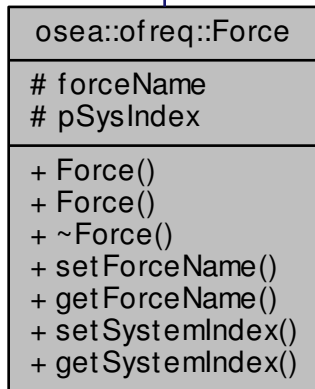 osea::ofreq::Force
# forceName
# pSysIndex
+ Force()
+ Force()
+ ~Force()
+ setForceName()
+ getForceName()
+ setSystemIndex()
+ getSystemIndex()